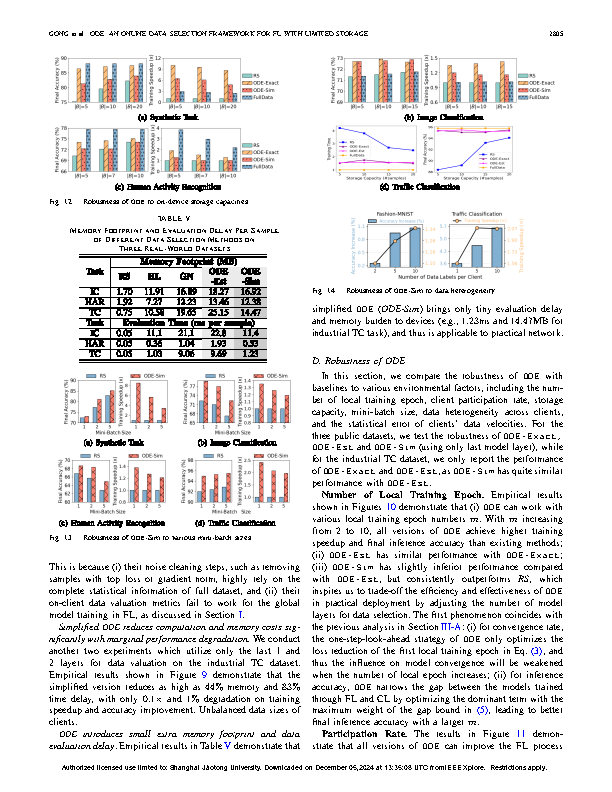 GONG et al.: ODE: AN ONLINE DATA SELECTION FRAMEWORK FOR FL WITH LIMITED STORAGE
2805
(a) Synthetic Task
(b) Image Classification
(c) Human Activity Recognition
(d) Traffic Classification
Fig. 12. Robustness of ODE to on-device storage capacities.
TABLE V
MEMORY FOOTPRINT AND EVALUATION DELAY PER SAMPLE
OF DIFFERENT DATA SELECTION METHODS ON
THREE REAL-WORLD DATASETS
Memory Footprint (MB)
Task RS HL GN ODE-Est ODE-Sim
IC 1.70 11.91 16.89 18.27 16.92
HAR 1.92 7.27 12.23 13.46 12.38
TC 0.75 10.58 19.65 25.15 14.47
Task Evaluation Time (ms per sample)
IC 0.05 11.1 21.1 22.8 11.4
HAR 0.05 0.36 1.04 1.93 0.53
TC 0.05 1.03 9.06 9.69 1.23
(a) Synthetic Task
(b) Image Classification
(c) Human Activity Recognition
(d) Traffic Classification
Fig. 13. Robustness of ODE-Sim to various mini-batch sizes.
This is because (i) their noise cleaning steps, such as removing
samples with top loss or gradient norm, highly rely on the
complete statistical information of full dataset, and (ii) their
on-client data valuation metrics fail to work for the global
model training in FL, as discussed in Section I.
Simplified ODE reduces computation and memory costs sig-
nificantly with marginal performance degradation. We conduct
another two experiments which utilize only the last 1 and
2 layers for data valuation on the industrial TC dataset.
Empirical results shown in Figure 9 demonstrate that the
simplified version reduces as high as 44% memory and 83%
time delay, with only 0.1× and 1% degradation on training
speedup and accuracy improvement. Unbalanced data sizes of
clients.
ODE introduces small extra memory footprint and data
evaluation delay. Empirical results in Table V demonstrate that
Fashion-MNIST
Traffic Classification
Number of Data Labels per Client
Fig. 14. Robustness of ODE-Sim to data heterogeneity.
simplified ODE (ODE-Sim) brings only tiny evaluation delay
and memory burden to devices (e.g., 1.23ms and 14.47MB for
industrial TC task), and thus is applicable to practical network.
D. Robustness of ODE
In this section, we compare the robustness of ODE with
baselines to various environmental factors, including the num-
ber of local training epoch, client participation rate, storage
capacity, mini-batch size, data heterogeneity across clients,
and the statistical error of clients' data velocities. For the
three public datasets, we test the robustness of ODE-Exact,
ODE-Est and ODE-Sim (using only last model layer), while
for the industrial TC dataset, we only report the performance
of ODE-Exact and ODE-Est, as ODE-Sim has quite similar
performance with ODE-Est.
Number of Local Training Epoch. Empirical results
shown in Figures 10 demonstrate that (i) ODE can work with
various local training epoch numbers m. With m increasing
from 2 to 10, all versions of ODE achieve higher training
speedup and final inference accuracy than existing methods;
(ii) ODE-Est has similar performance with ODE-Exact;
(iii) ODE-Sim has slightly inferior performance compared
with ODE-Est, but consistently outperforms RS, which
inspires us to trade-off the efficiency and effectiveness of ODE
in practical deployment by adjusting the number of model
layers for data selection. The first phenomenon coincides with
the previous analysis in Section III-A: (i) for convergence rate,
the one-step-look-ahead strategy of ODE only optimizes the
loss reduction of the first local training epoch in Eq. (3), and
thus the influence on model convergence will be weakened
when the number of local epoch increases; (ii) for inference
accuracy, ODE narrows the gap between the models trained
through FL and CL by optimizing the dominant term with the
maximum weight of the gap bound in (5), leading to better
final inference accuracy with a larger m.
Participation Rate. The results in Figure 11 demon-
strate that all versions of ODE can improve the FL process
Authorized licensed use limited to: Shanghai Jiaotong University. Downloaded on December 05,2024 at 13:36:08 UTC from IEEE Xplore. Restrictions apply.